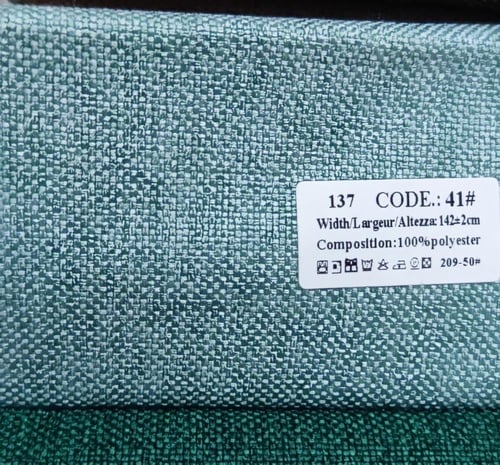 137 CODE.: 41#
Width/Largeur/Altezza:142±2cm
Composition:100%polyester
209-50#